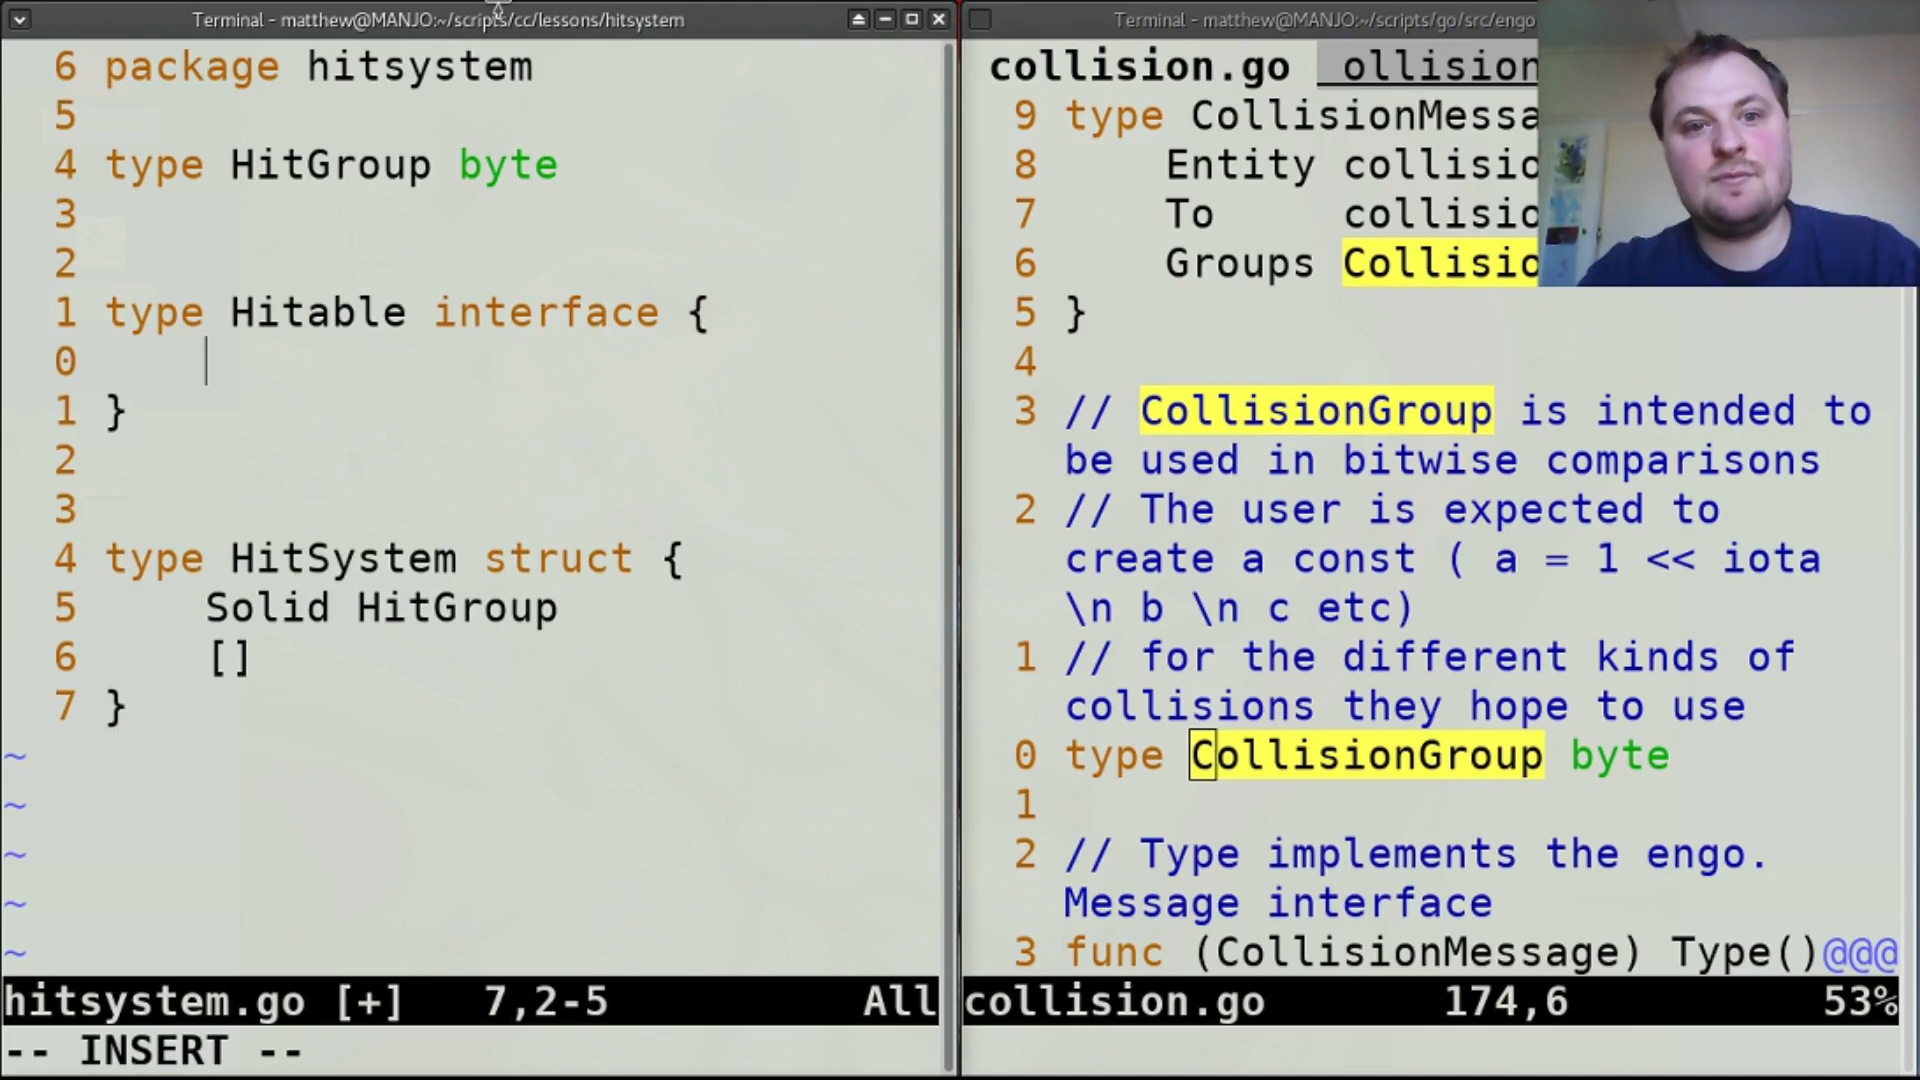 Terminal - matthew@MANJO:~/scripts/cc/lessons/hitsystem
6 package hitsystem
5
4 type HitGroup byte
3
2
1 type Hitable interface {
0
1 }
2
3
4 type HitSystem struct {
5 Solid HitGroup
6 []
7 }
~
~
~
~
~
hitsystem.go [+] 7,2-5 All
-- INSERT --
Terminal - matthew@MANJO:~/scripts/go/src/engo
collision.go ollision
9 type CollisionMessa
8 Entity collisio
7 To collisio
6 Groups Collisio
5 }
4
3 // CollisionGroup is intended to
be used in bitwise comparisons
2 // The user is expected to
create a const ( a = 1 << iota
\n b \n c etc)
1 // for the different kinds of
collisions they hope to use
0 type CollisionGroup byte
1
2 // Type implements the engo.
Message interface
3 func (CollisionMessage) Type()@@@
collision.go 174,6 53%